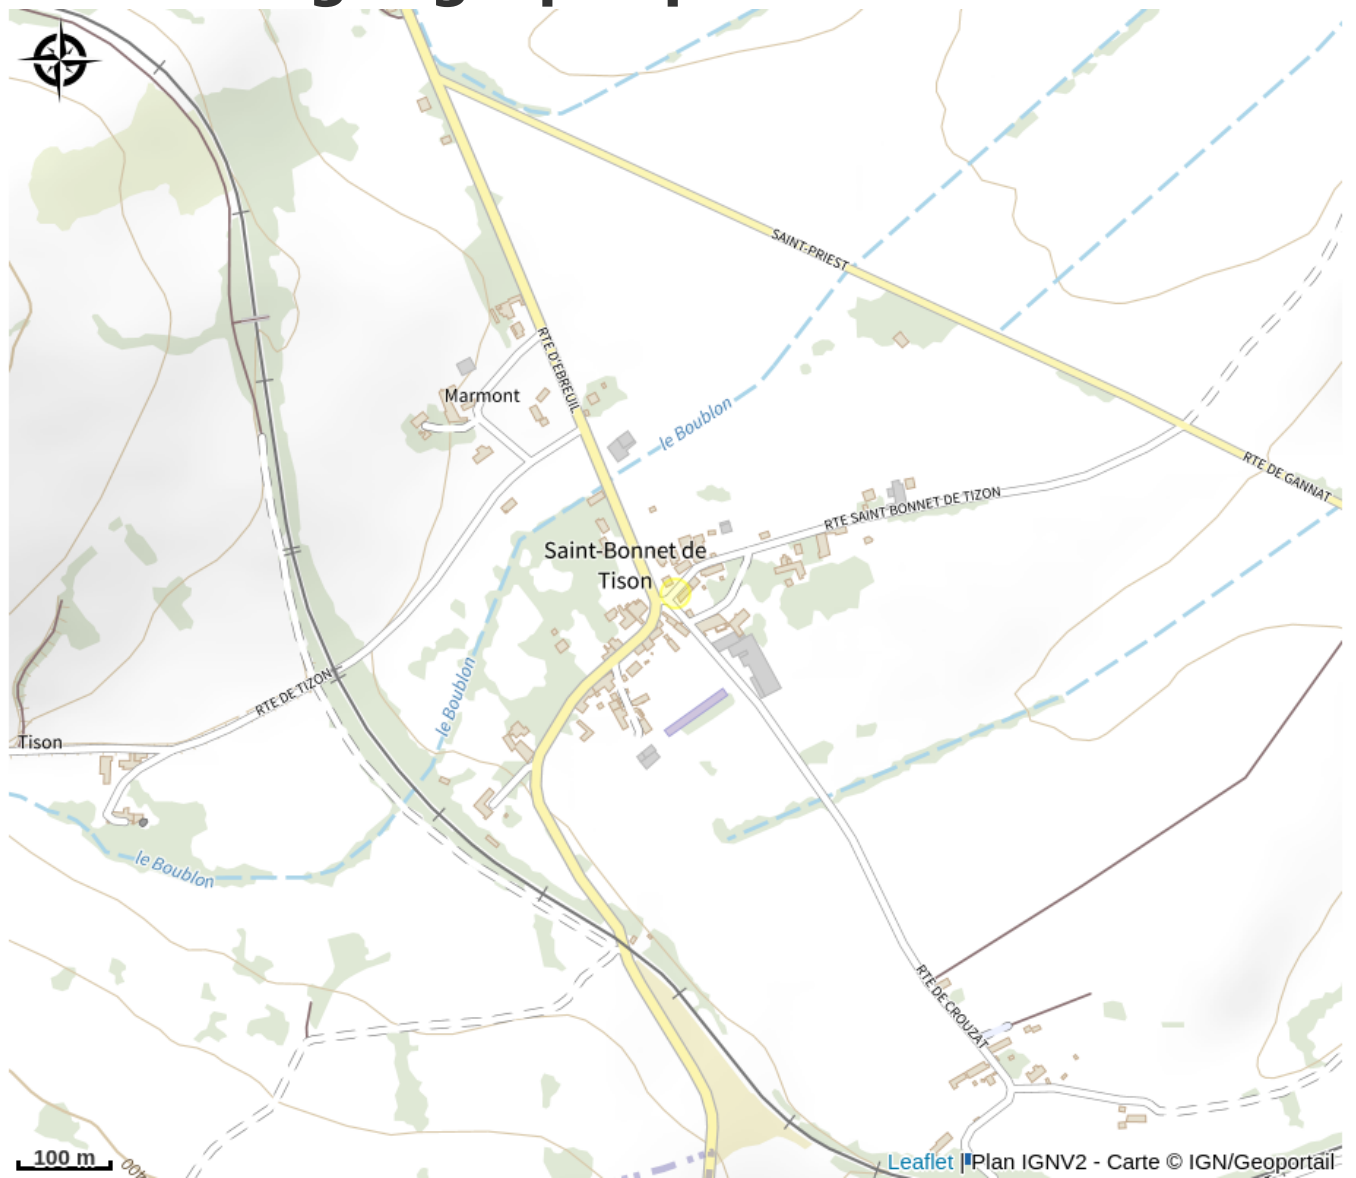 SAINT-PRIEST
RTE D'EBREUIL
Marmont
le Boublon
RTE DE GANNAT
RTE SAINT BONNET DE TIZON
Saint-Bonnet de
Tison
le Boublon
RTE DE TIZON
Tison
le Boublon
RTE DE CROUZAT
100 m
400
Leaflet | Plan IGNV2 - Carte © IGN/Geoportail